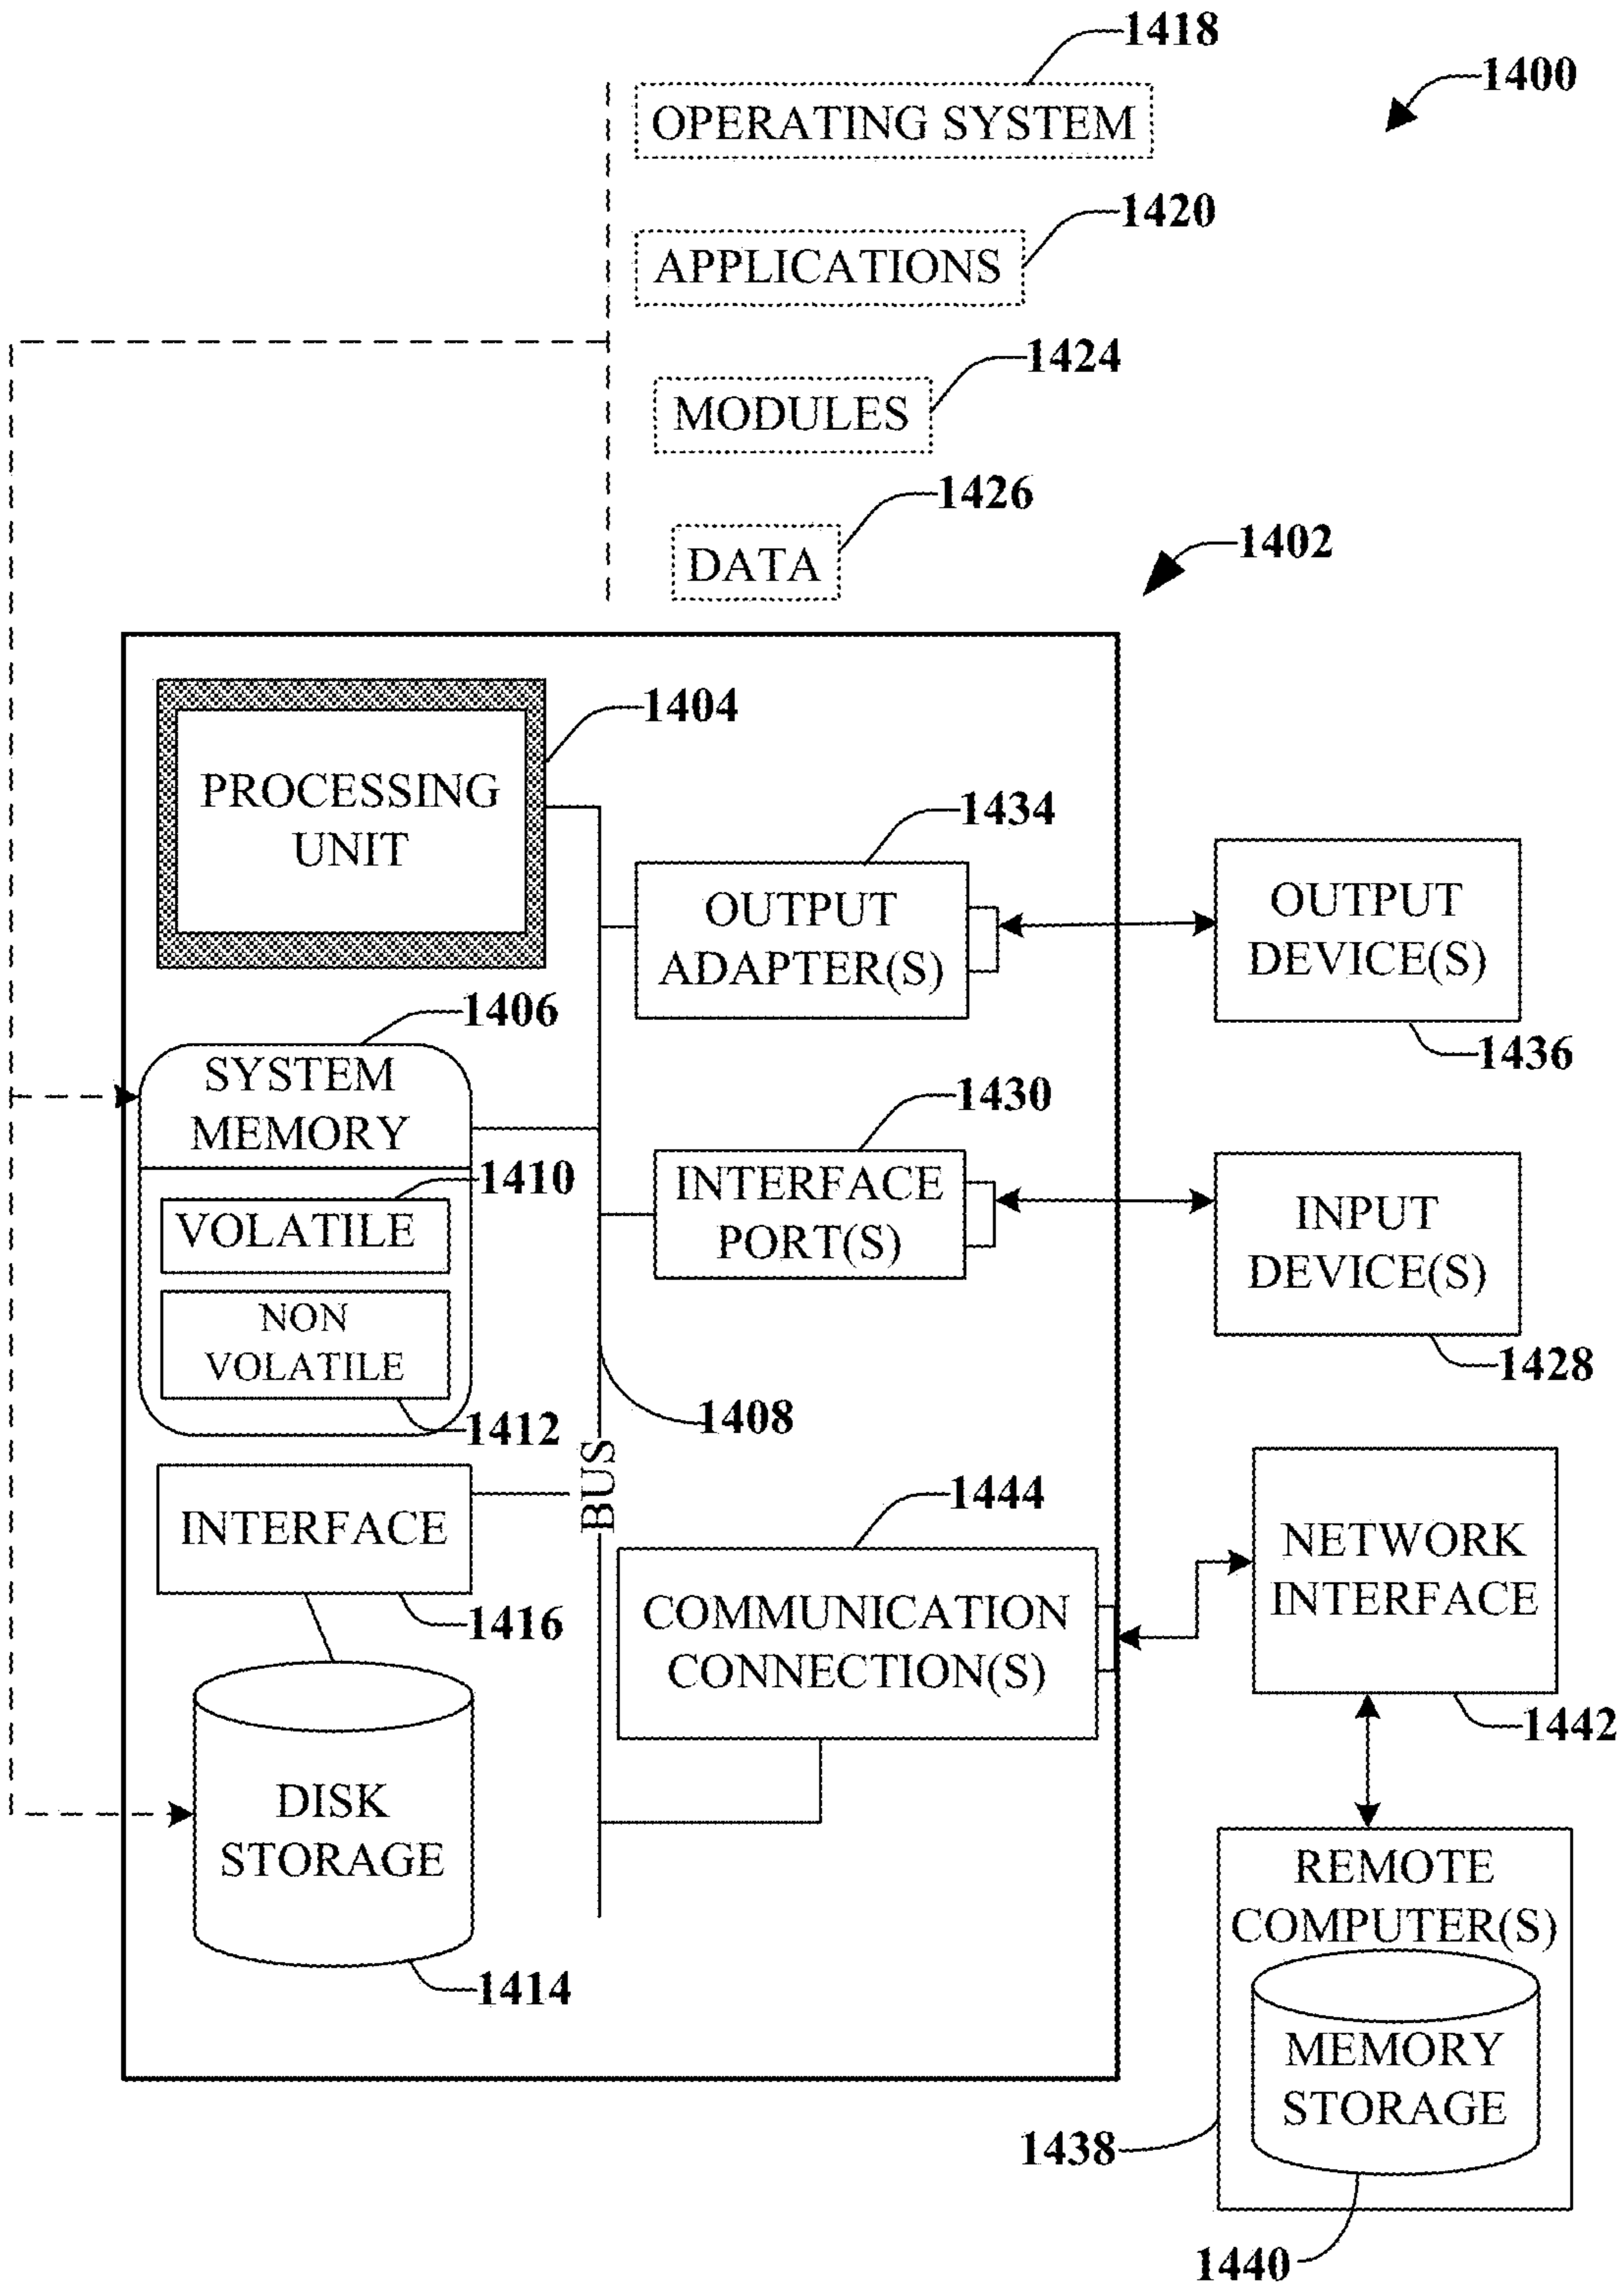 1418
1400
OPERATING SYSTEM
1420
APPLICATIONS
1424
MODULES
1426
DATA
1402
1404
PROCESSING
UNIT
1434
OUTPUT
ADAPTER(S)
OUTPUT
DEVICE(S)
1436
1406
SYSTEM
MEMORY
1410
VOLATILE
NON
VOLATILE
1412
1430
INTERFACE
PORT(S)
INPUT
DEVICE(S)
1428
1408
BUS
INTERFACE
1416
1444
COMMUNICATION
CONNECTION(S)
NETWORK
INTERFACE
1442
DISK
STORAGE
1414
REMOTE
COMPUTER(S)
MEMORY
STORAGE
1438
1440